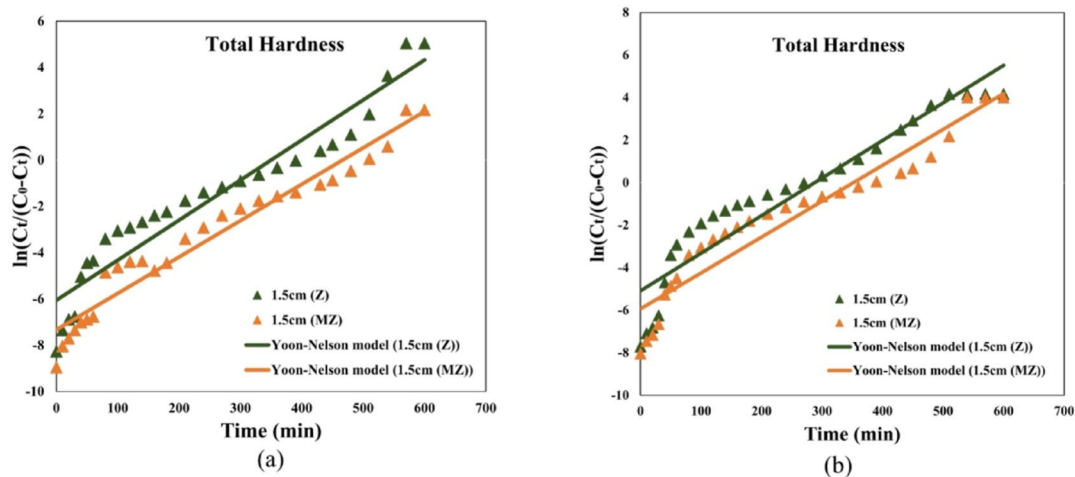 6
4
2
0
-2
-4
-6
-8
-10
ln(Ct/(C₀-Ct))
Total Hardness
1.5cm (Z)
1.5cm (MZ)
Yoon-Nelson model (1.5cm (Z))
Yoon-Nelson model (1.5cm (MZ))
0 100 200 300 400 500 600 700
Time (min)
(a)
8
6
4
2
0
-2
-4
-6
-8
-10
ln(Ct/(C₀-Ct))
Total Hardness
1.5cm (Z)
1.5cm (MZ)
Yoon-Nelson model (1.5cm (Z))
Yoon-Nelson model (1.5cm (MZ))
0 100 200 300 400 500 600 700
Time (min)
(b)